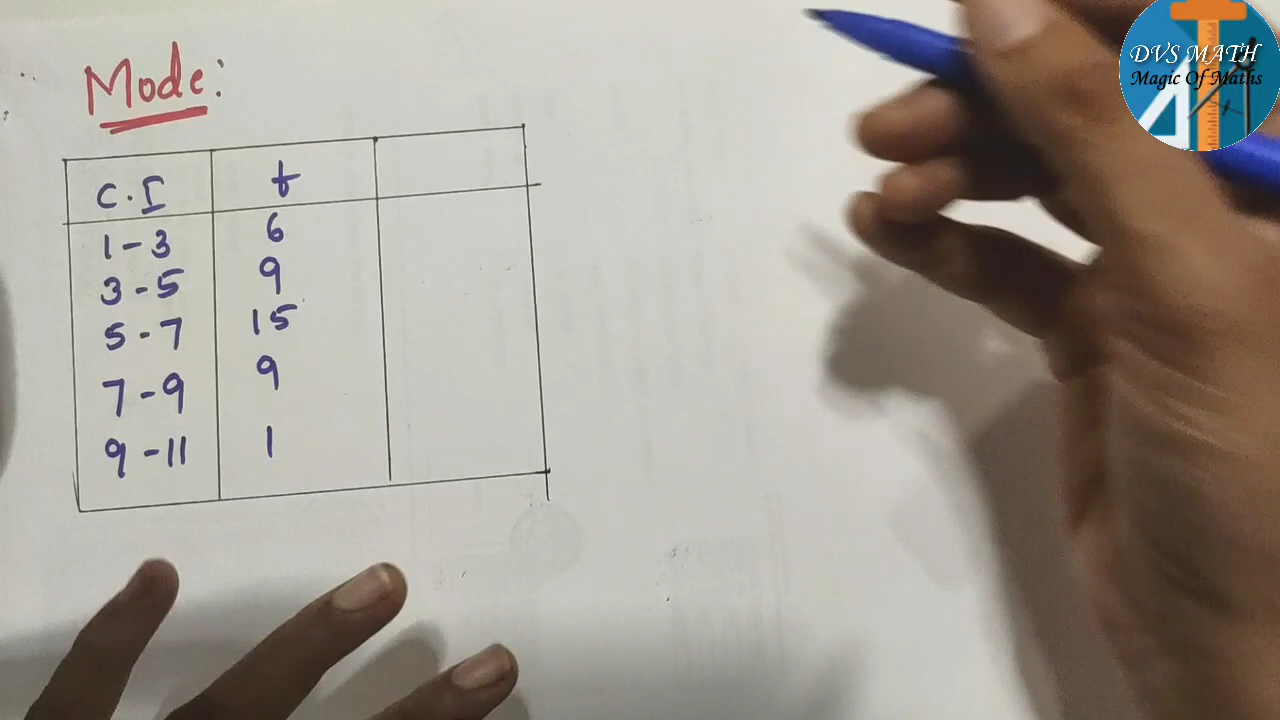 Mode:
C.I f
1-3 6
3-5 9
5-7 15
7-9 9
9-11 1
DVS MATH
Magic Of Maths